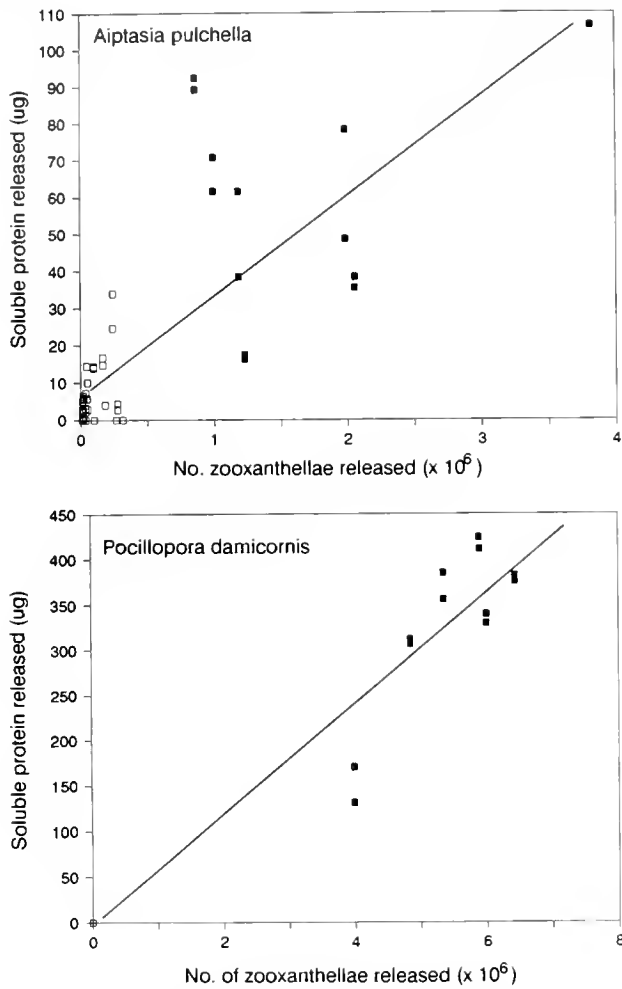 Aiptasia pulchella
Soluble protein released (ug)
110
100
90
80
70
60
50
40
30
20
10
0
0 1 2 3 4
No. zooxanthellae released (x 10⁶)
Pocillopora damicornis
Soluble protein released (ug)
450
400
350
300
250
200
150
100
50
0
0 2 4 6 8
No. of zooxanthellae released (x 10⁶)